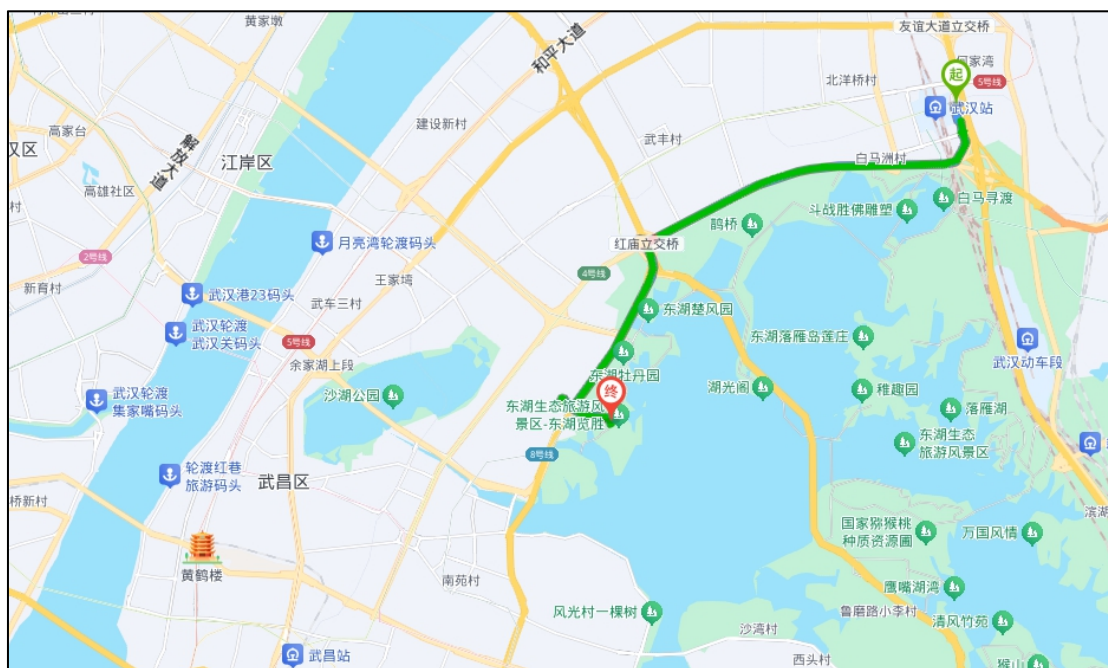 黄家墩
友谊大道立交桥
和平大道
北洋桥村
5号线
起
武汉站
高家台
建设新村
武丰村
汉区
解放大道
江岸区
白马洲村
高雄社区
白马寻渡
斗战胜佛雕塑
村
鹊桥
月亮湾轮渡码头
红庙立交桥
2号线
4号线
王家塆
新育村
武汉港23码头
武车三村
东湖楚风园
武汉轮渡
武汉关码头
5号线
东湖落雁岛莲庄
武汉动车段
余家湖上段
东湖牡丹园
终
湖光阁
稚趣园
武汉轮渡
集家嘴码头
沙湖公园
东湖生态旅游风
景区-东湖览胜
落雁湖
东湖生态
旅游风景区
8号线
轮渡红巷
旅游码头
武昌区
桥新村
滨湖
国家猕猴桃
种质资源圃
万国风情
黄鹤楼
南苑村
鹰嘴湖湾
风光村一棵树
鲁磨路小李村
清风竹苑
沙湾村
武昌站
西头村
猴山